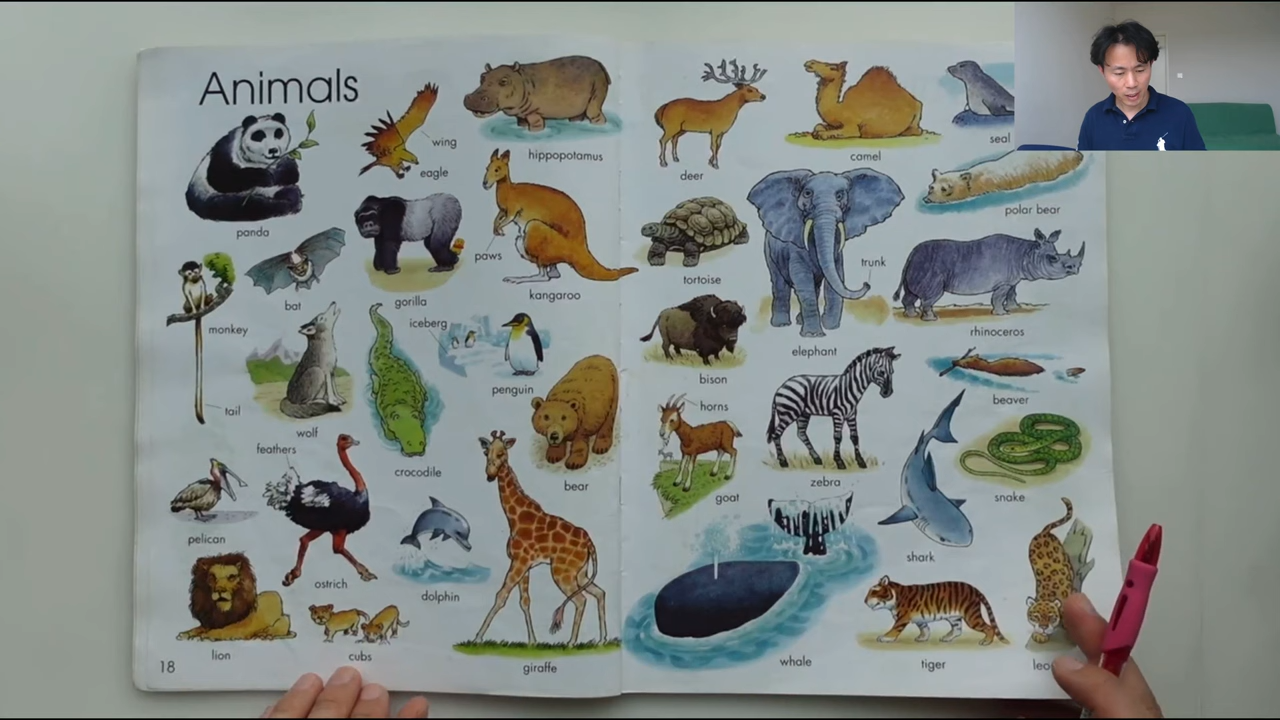 Animals
wing
eagle
hippopotamus
panda
bat
gorilla
paws
kangaroo
monkey
tail
wolf
iceberg
penguin
crocodile
bear
feathers
pelican
ostrich
dolphin
lion
cubs
giraffe
18
deer
camel
seal
polar bear
tortoise
trunk
elephant
rhinoceros
bison
beaver
horns
goat
zebra
snake
shark
whale
tiger